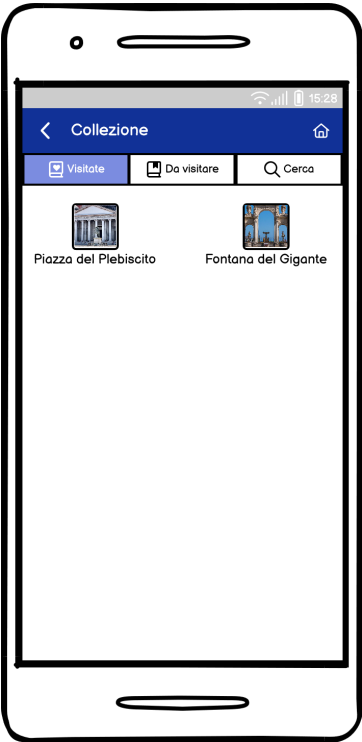 15:28
Collezione
Visitate
Da visitare
Cerca
Piazza del Plebiscito
Fontana del Gigante